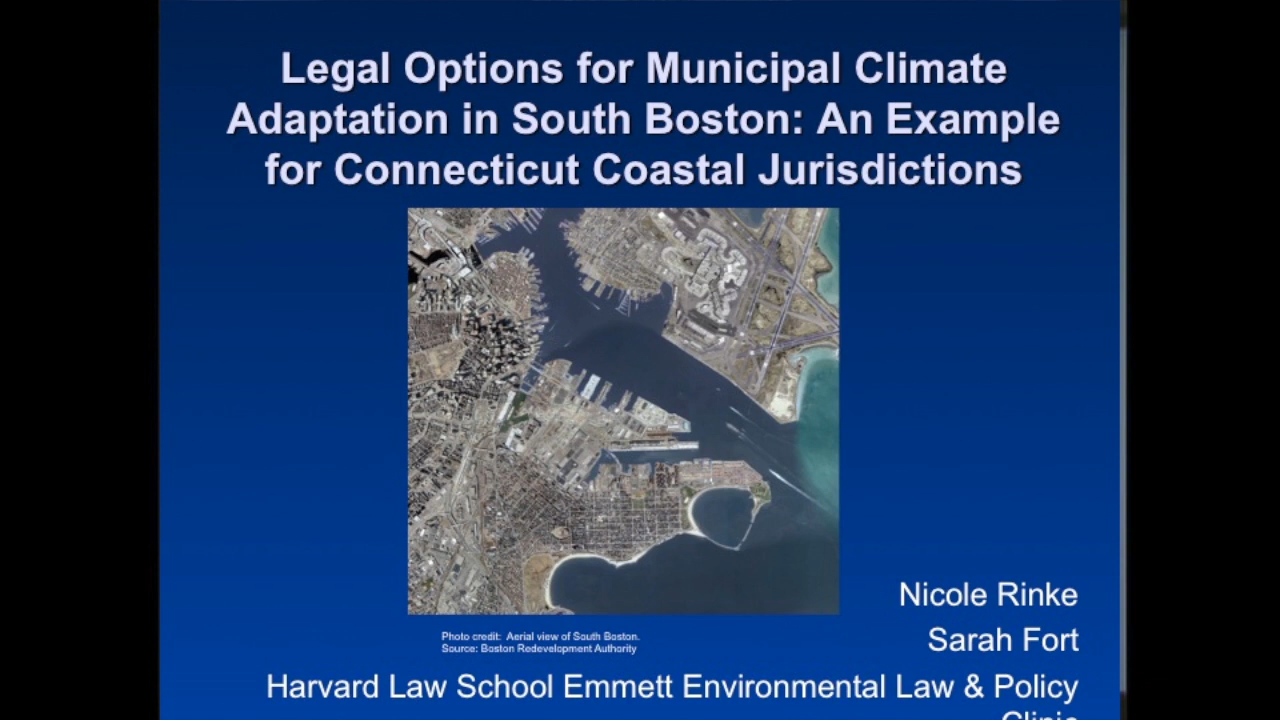 Legal Options for Municipal Climate
Adaptation in South Boston: An Example
for Connecticut Coastal Jurisdictions
Photo credit: Aerial view of South Boston.
Source: Boston Redevelopment Authority
Nicole Rinke
Sarah Fort
Harvard Law School Emmett Environmental Law & Policy
Clinic